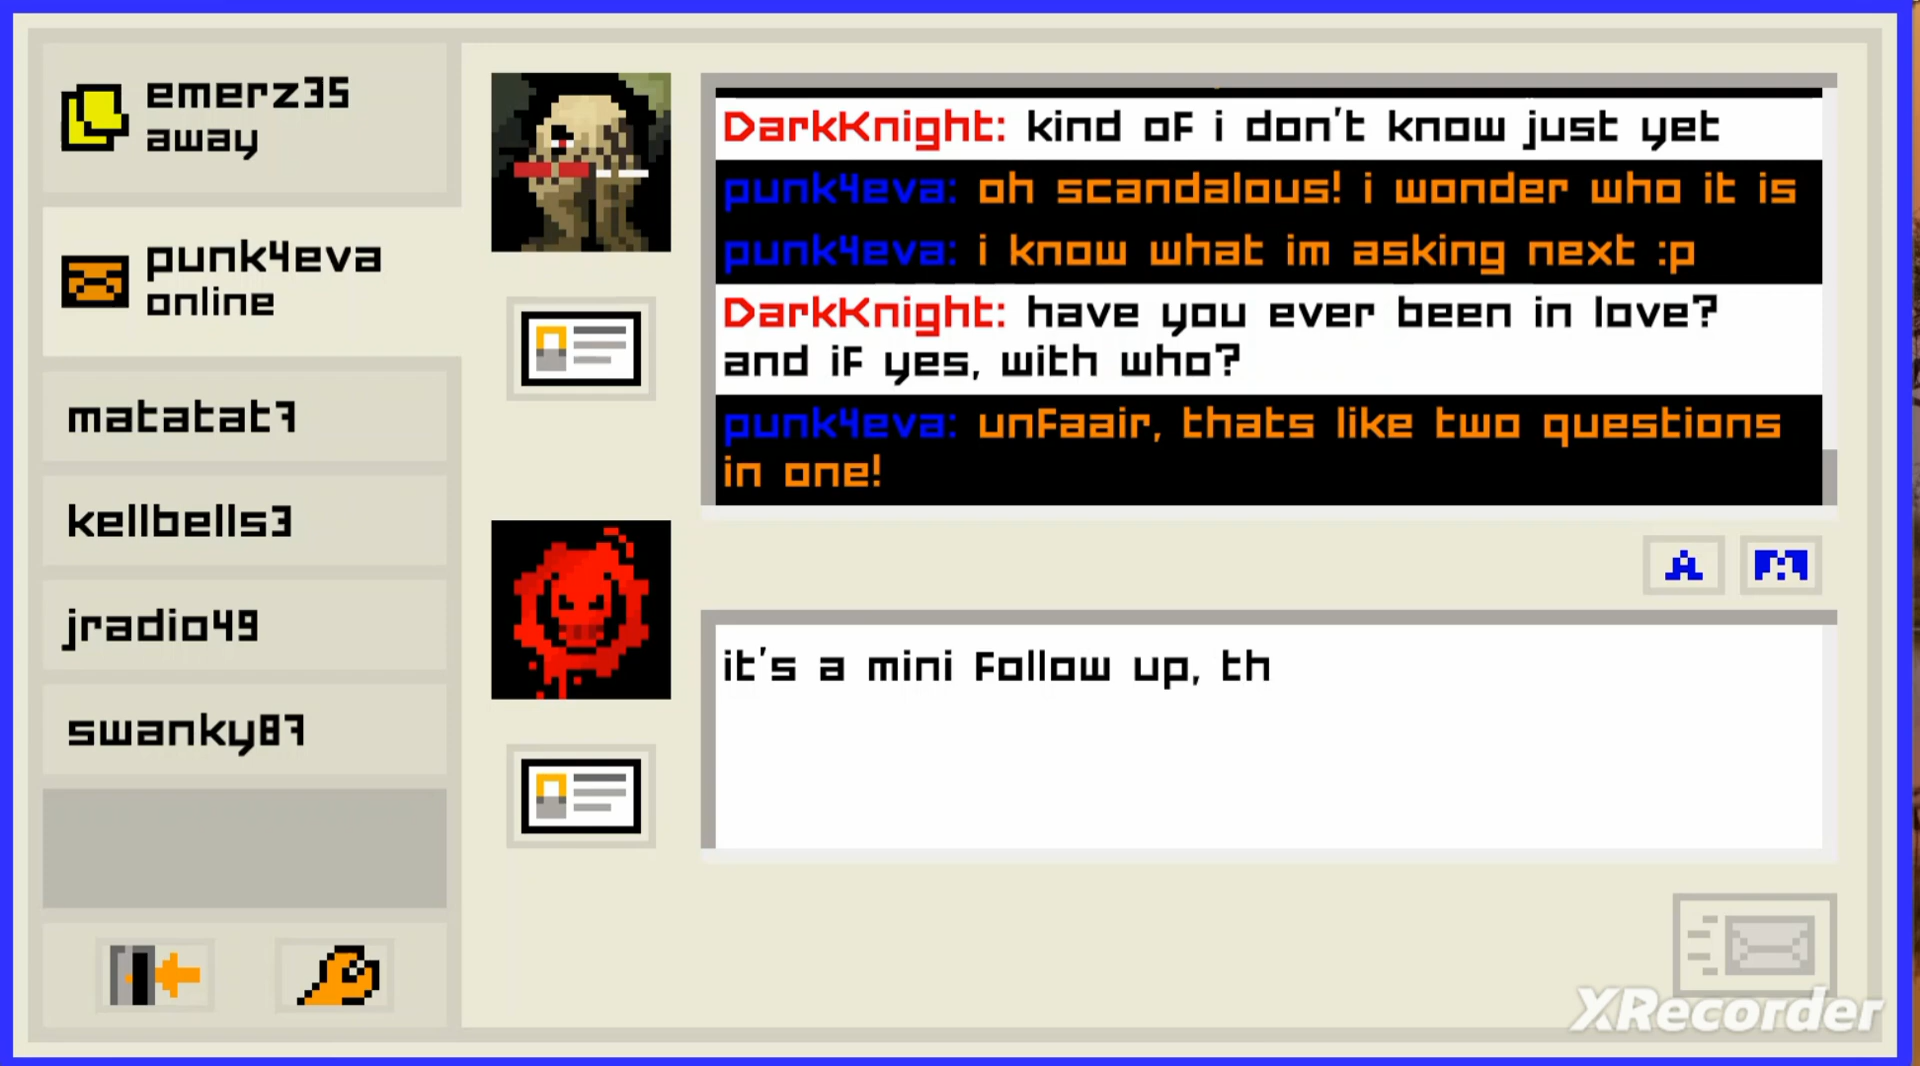 emerz35
away
punk4eva
online
matatat7
kellbells3
jradio49
swanky87
DarkKnight: kind of i don't know just yet
punk4eva: oh scandalous! i wonder who it is
punk4eva: i know what im asking next :p
DarkKnight: have you ever been in love?
and if yes, with who?
punk4eva: unfaair, thats like two questions
in one!
A M
it's a mini follow up, th
XRecorder